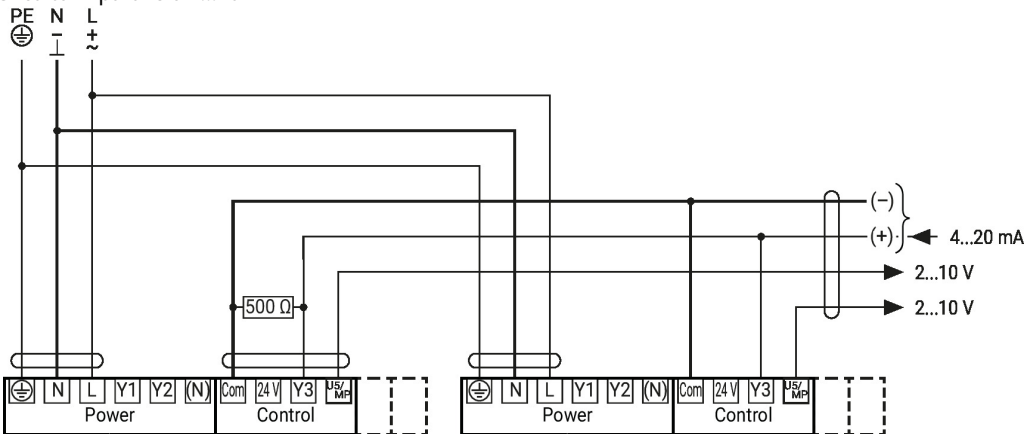 PE N L
− +
⊥ ~
(−)
(+) 4...20 mA
2...10 V
500 Ω 2...10 V
N L Y1 Y2 (N) Com 24 V Y3 U5/MP N L Y1 Y2 (N) Com 24 V Y3 U5/MP
Power Control Power Control